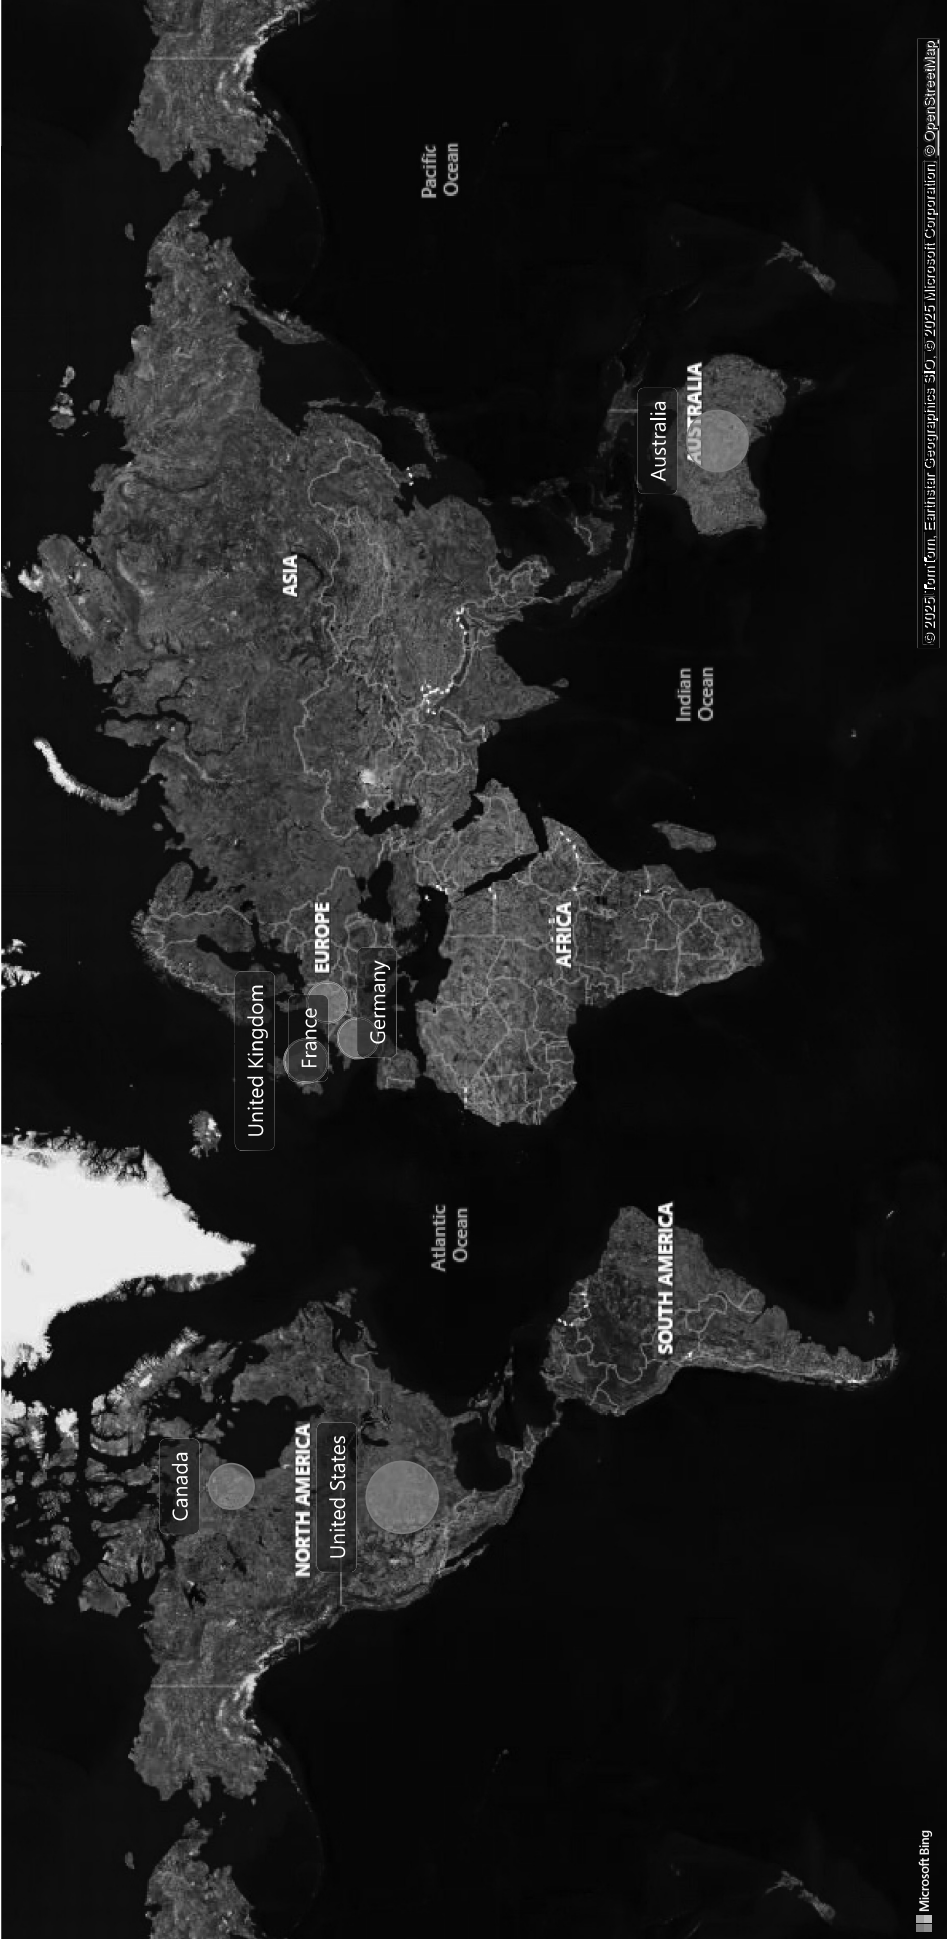 Canada
NORTH AMERICA
United States
Atlantic
Ocean
SOUTH AMERICA
United Kingdom
France
Germany
EUROPE
AFRICA
ASIA
Indian
Ocean
Australia
AUSTRALIA
Pacific
Ocean
Microsoft Bing
© 2025 TomTom, Earthstar Geographics SIO, © 2025 Microsoft Corporation, © OpenStreetMap